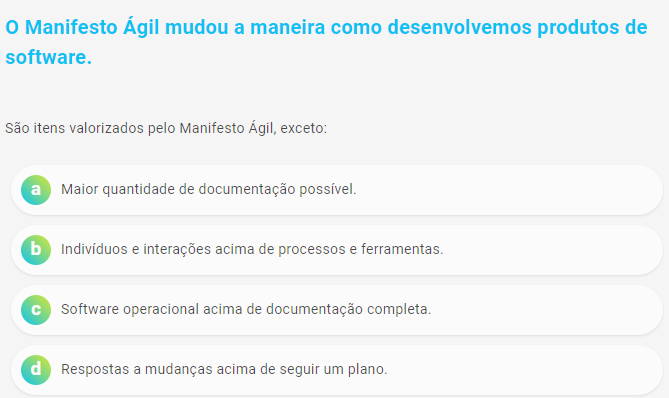 O Manifesto Ágil mudou a maneira como desenvolvemos produtos de
software.
São itens valorizados pelo Manifesto Ágil, exceto:
a Maior quantidade de documentação possível.
b Indivíduos e interações acima de processos e ferramentas.
c Software operacional acima de documentação completa.
d Respostas a mudanças acima de seguir um plano.